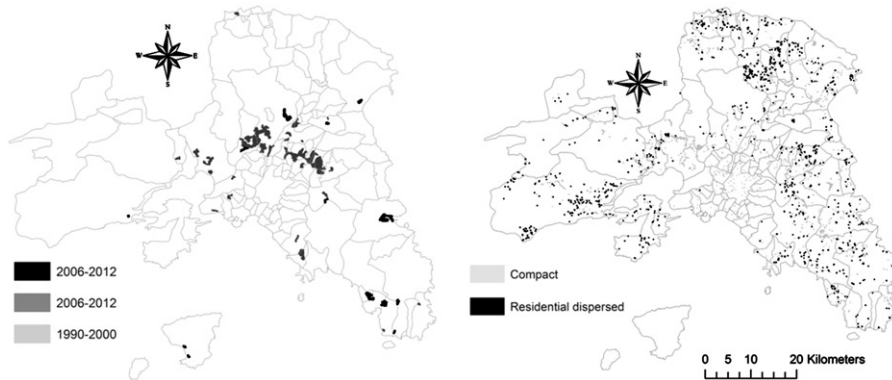 N
W E
S
2006-2012
2006-2012
1990-2000
N
W E
S
Compact
Residential dispersed
0 5 10 20 Kilometers